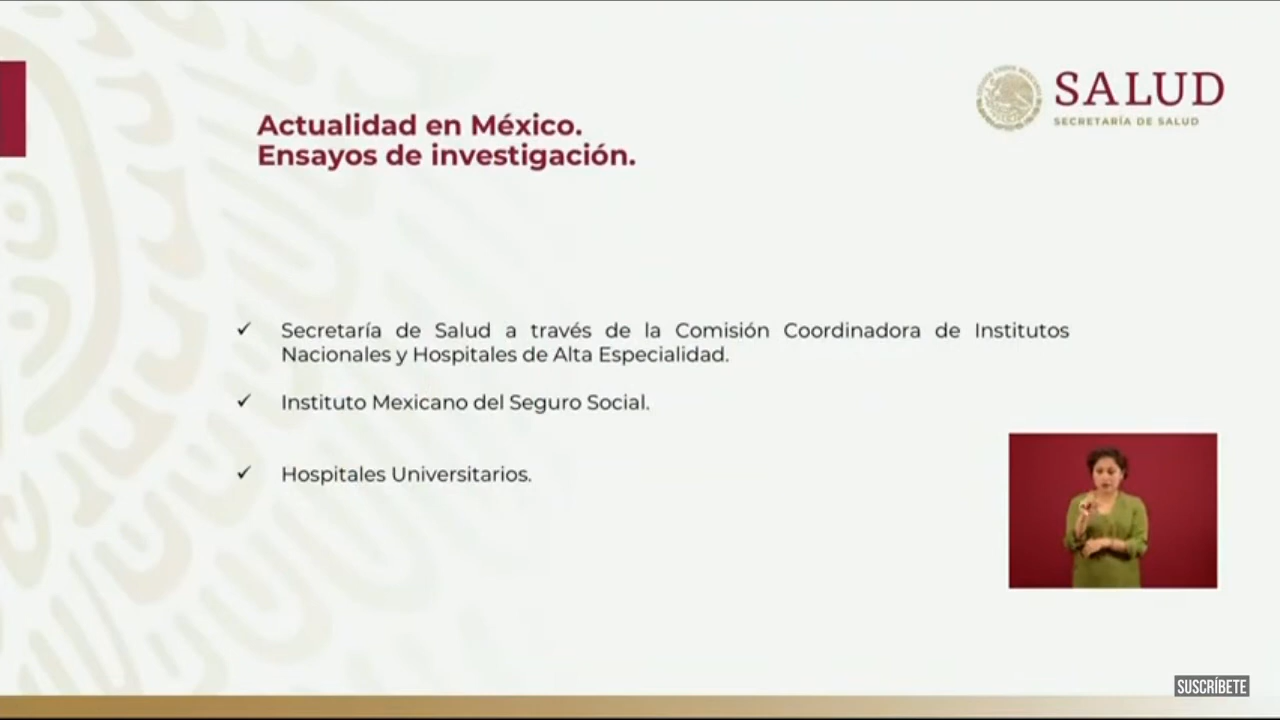 SALUD
SECRETARÍA DE SALUD
Actualidad en México.
Ensayos de investigación.
✓ Secretaría de Salud a través de la Comisión Coordinadora de Institutos
Nacionales y Hospitales de Alta Especialidad.
✓ Instituto Mexicano del Seguro Social.
✓ Hospitales Universitarios.
SUSCRÍBETE